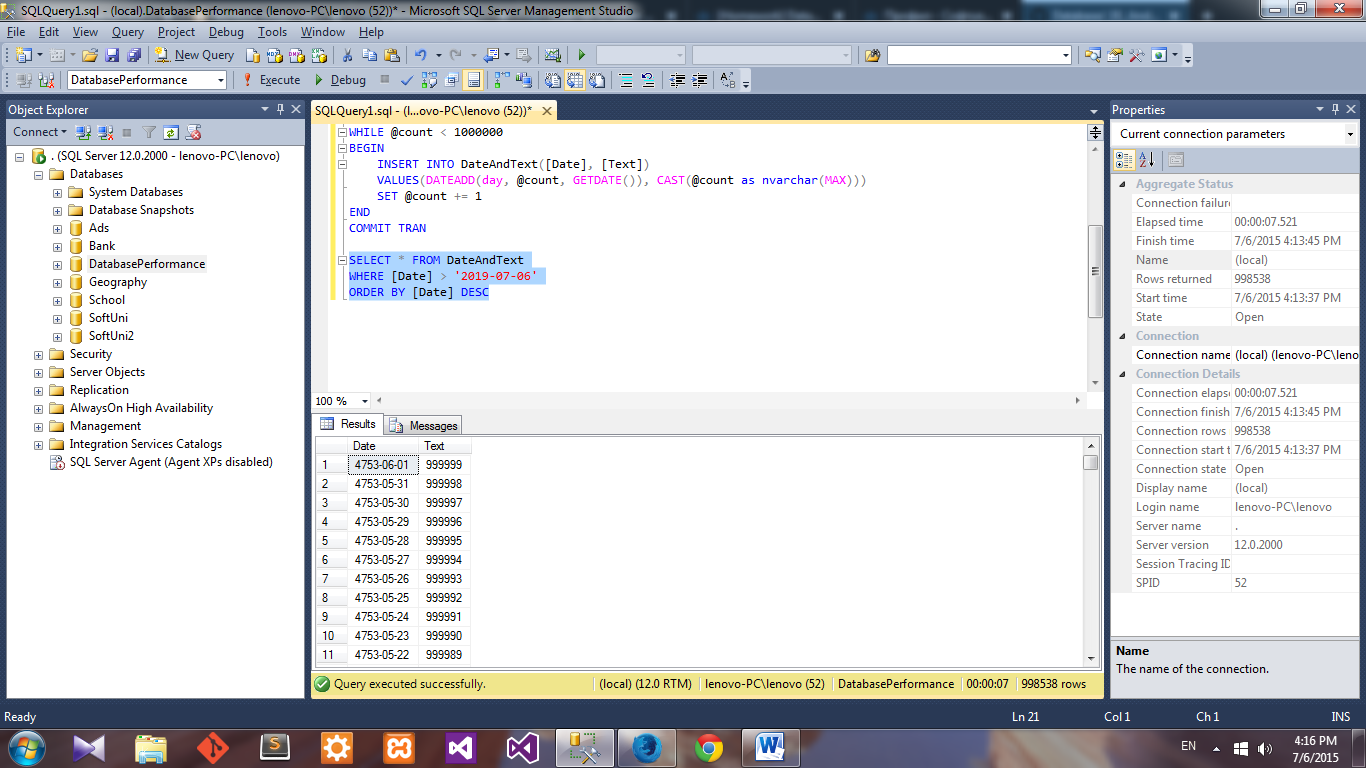 SQLQuery1.sql - (local).DatabasePerformance (lenovo-PC\lenovo (52))* - Microsoft SQL Server Management Studio
File Edit View Query Project Debug Tools Window Help
New Query
DatabasePerformance Execute Debug
Object Explorer
Connect
. (SQL Server 12.0.2000 - lenovo-PC\lenovo)
Databases
System Databases
Database Snapshots
Ads
Bank
DatabasePerformance
Geography
School
SoftUni
SoftUni2
Security
Server Objects
Replication
AlwaysOn High Availability
Management
Integration Services Catalogs
SQL Server Agent (Agent XPs disabled)
SQLQuery1.sql - (l...ovo-PC\lenovo (52))*
WHILE @count < 1000000
BEGIN
INSERT INTO DateAndText([Date], [Text])
VALUES(DATEADD(day, @count, GETDATE()), CAST(@count as nvarchar(MAX)))
SET @count += 1
END
COMMIT TRAN
SELECT * FROM DateAndText
WHERE [Date] > '2019-07-06'
ORDER BY [Date] DESC
100 %
Results Messages
Date Text
1 4753-06-01 999999
2 4753-05-31 999998
3 4753-05-30 999997
4 4753-05-29 999996
5 4753-05-28 999995
6 4753-05-27 999994
7 4753-05-26 999993
8 4753-05-25 999992
9 4753-05-24 999991
10 4753-05-23 999990
11 4753-05-22 999989
Query executed successfully. (local) (12.0 RTM) lenovo-PC\lenovo (52) DatabasePerformance 00:00:07 998538 rows
Properties
Current connection parameters
Aggregate Status
Connection failure
Elapsed time 00:00:07.521
Finish time 7/6/2015 4:13:45 PM
Name (local)
Rows returned 998538
Start time 7/6/2015 4:13:37 PM
State Open
Connection
Connection name (local) (lenovo-PC\leno
Connection Details
Connection elaps 00:00:07.521
Connection finish 7/6/2015 4:13:45 PM
Connection rows 998538
Connection start t 7/6/2015 4:13:37 PM
Connection state Open
Display name (local)
Login name lenovo-PC\lenovo
Server name .
Server version 12.0.2000
Session Tracing ID
SPID 52
Name
The name of the connection.
Ready Ln 21 Col 1 Ch 1 INS
EN 4:16 PM
7/6/2015